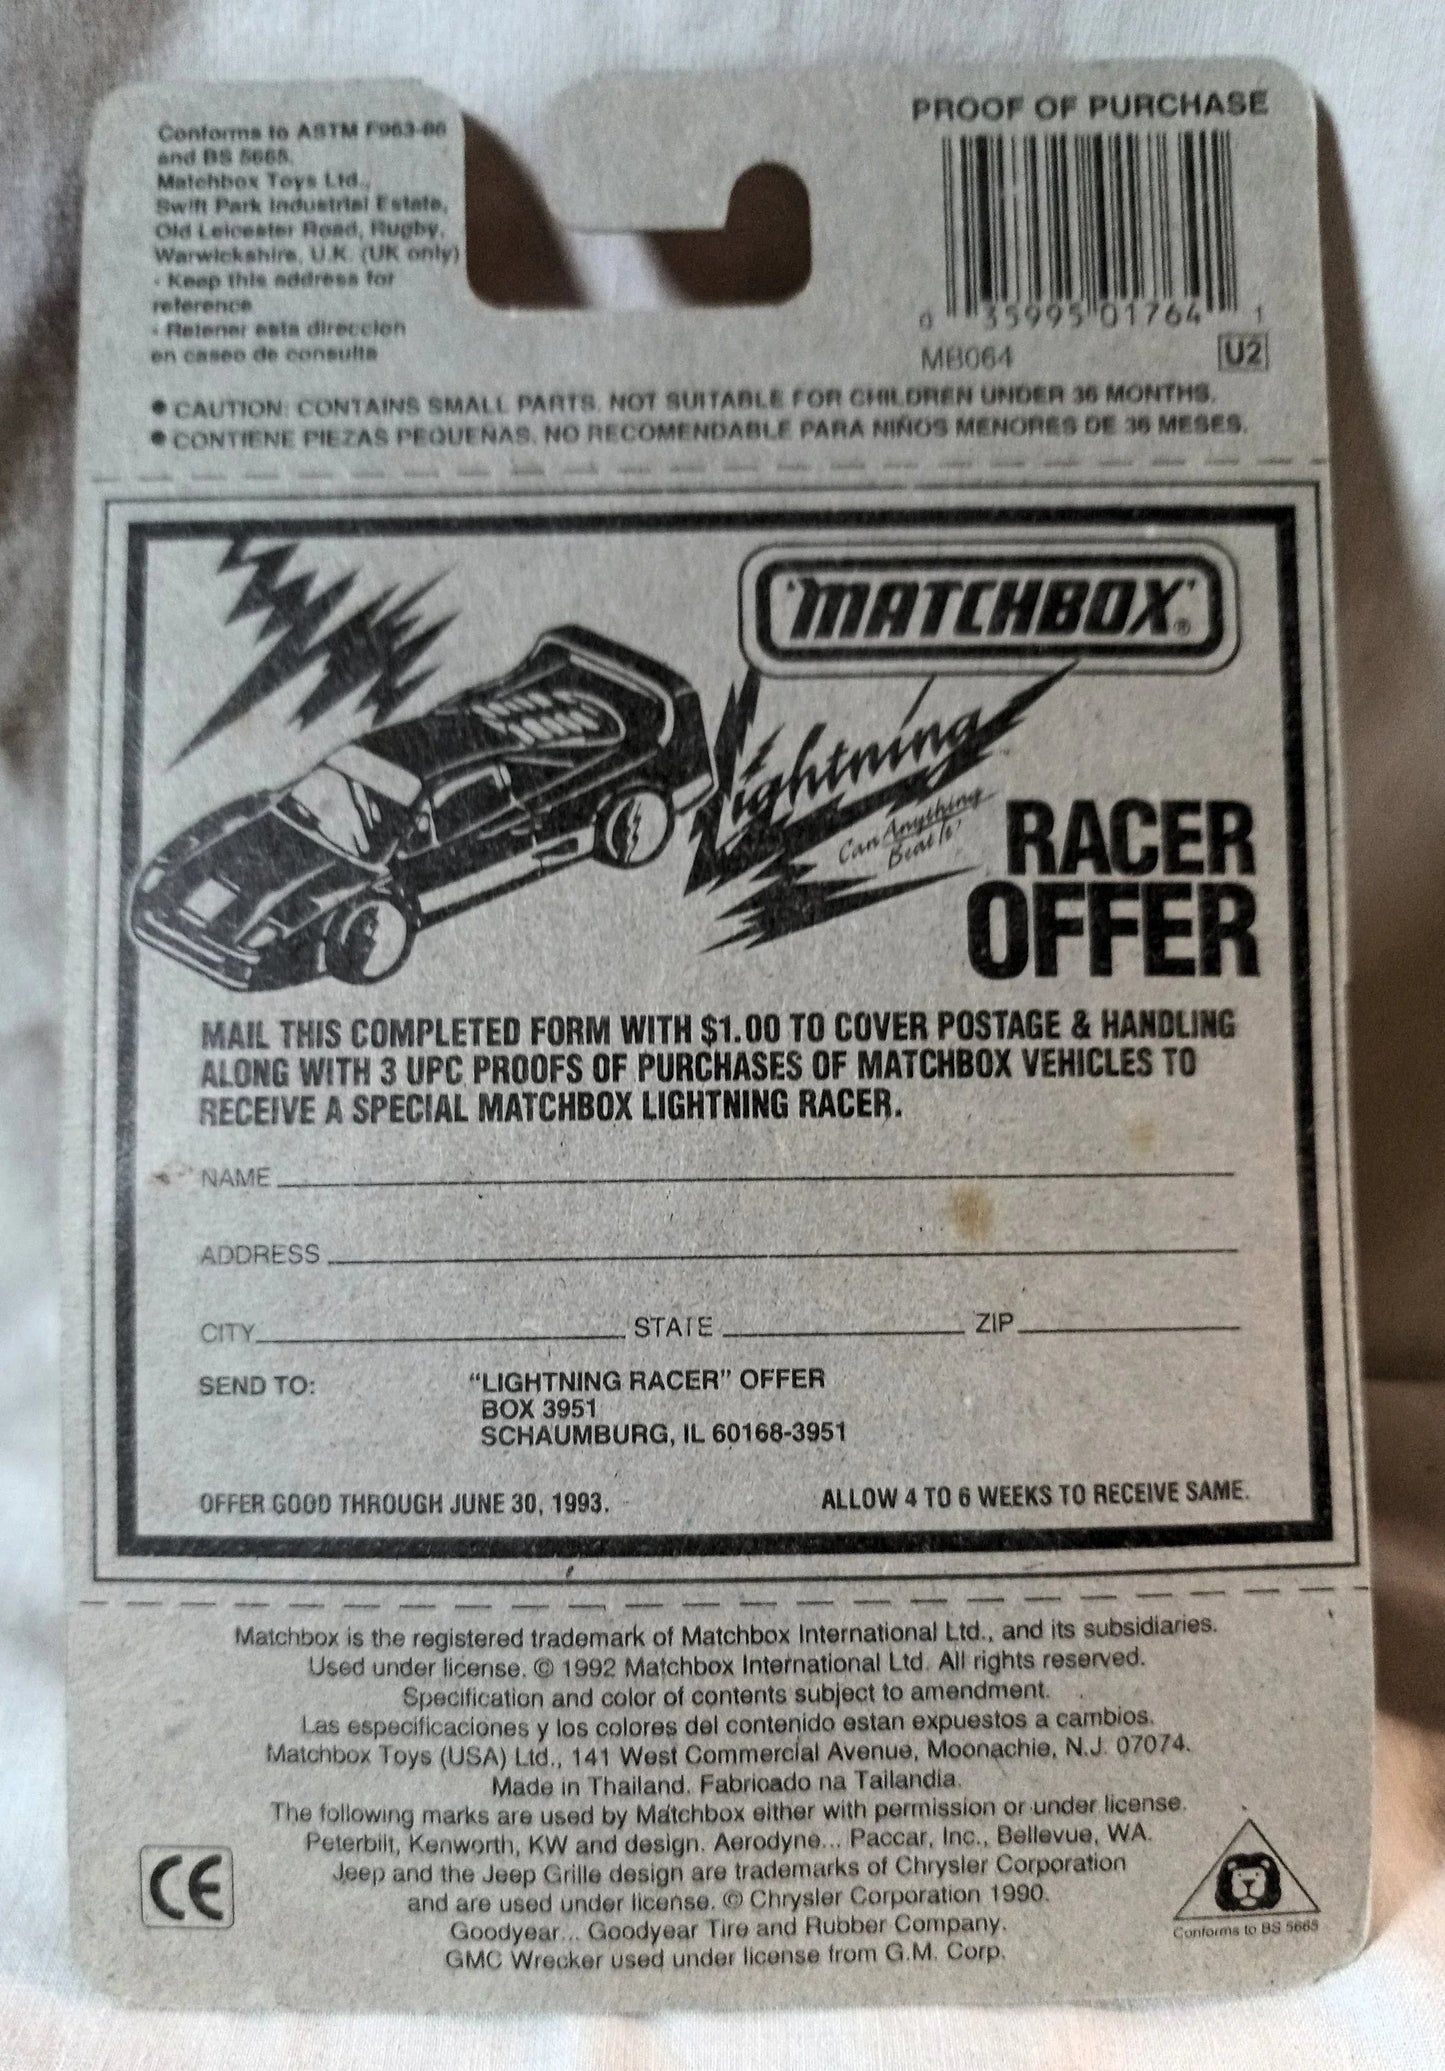 Conforms to ASTM F963-86
and BS 5665.
Matchbox Toys Ltd.,
Swift Park Industrial Estate,
Old Leicester Road, Rugby,
Warwickshire, U.K. (UK only)
- Keep this address for
reference
- Retener esta direccion
en caseo de consulta
PROOF OF PURCHASE
0 35995 01764 1
MB064 U2
• CAUTION: CONTAINS SMALL PARTS. NOT SUITABLE FOR CHILDREN UNDER 36 MONTHS.
• CONTIENE PIEZAS PEQUEÑAS. NO RECOMENDABLE PARA NIÑOS MENORES DE 36 MESES.
"MATCHBOX"®
Lightning™
Can Anything
Beat It?
RACER
OFFER
MAIL THIS COMPLETED FORM WITH $1.00 TO COVER POSTAGE & HANDLING
ALONG WITH 3 UPC PROOFS OF PURCHASES OF MATCHBOX VEHICLES TO
RECEIVE A SPECIAL MATCHBOX LIGHTNING RACER.
NAME
ADDRESS
CITY STATE ZIP
SEND TO: "LIGHTNING RACER" OFFER
BOX 3951
SCHAUMBURG, IL 60168-3951
OFFER GOOD THROUGH JUNE 30, 1993. ALLOW 4 TO 6 WEEKS TO RECEIVE SAME.
Matchbox is the registered trademark of Matchbox International Ltd., and its subsidiaries.
Used under license. © 1992 Matchbox International Ltd. All rights reserved.
Specification and color of contents subject to amendment.
Las especificaciones y los colores del contenido estan expuestos a cambios.
Matchbox Toys (USA) Ltd., 141 West Commercial Avenue, Moonachie, N.J. 07074.
Made in Thailand. Fabricado na Tailandia.
The following marks are used by Matchbox either with permission or under license.
Peterbilt, Kenworth, KW and design. Aerodyne... Paccar, Inc., Bellevue, WA.
Jeep and the Jeep Grille design are trademarks of Chrysler Corporation
and are used under license. © Chrysler Corporation 1990.
Goodyear... Goodyear Tire and Rubber Company.
GMC Wrecker used under license from G.M. Corp.
CE
Conforms to BS 5665